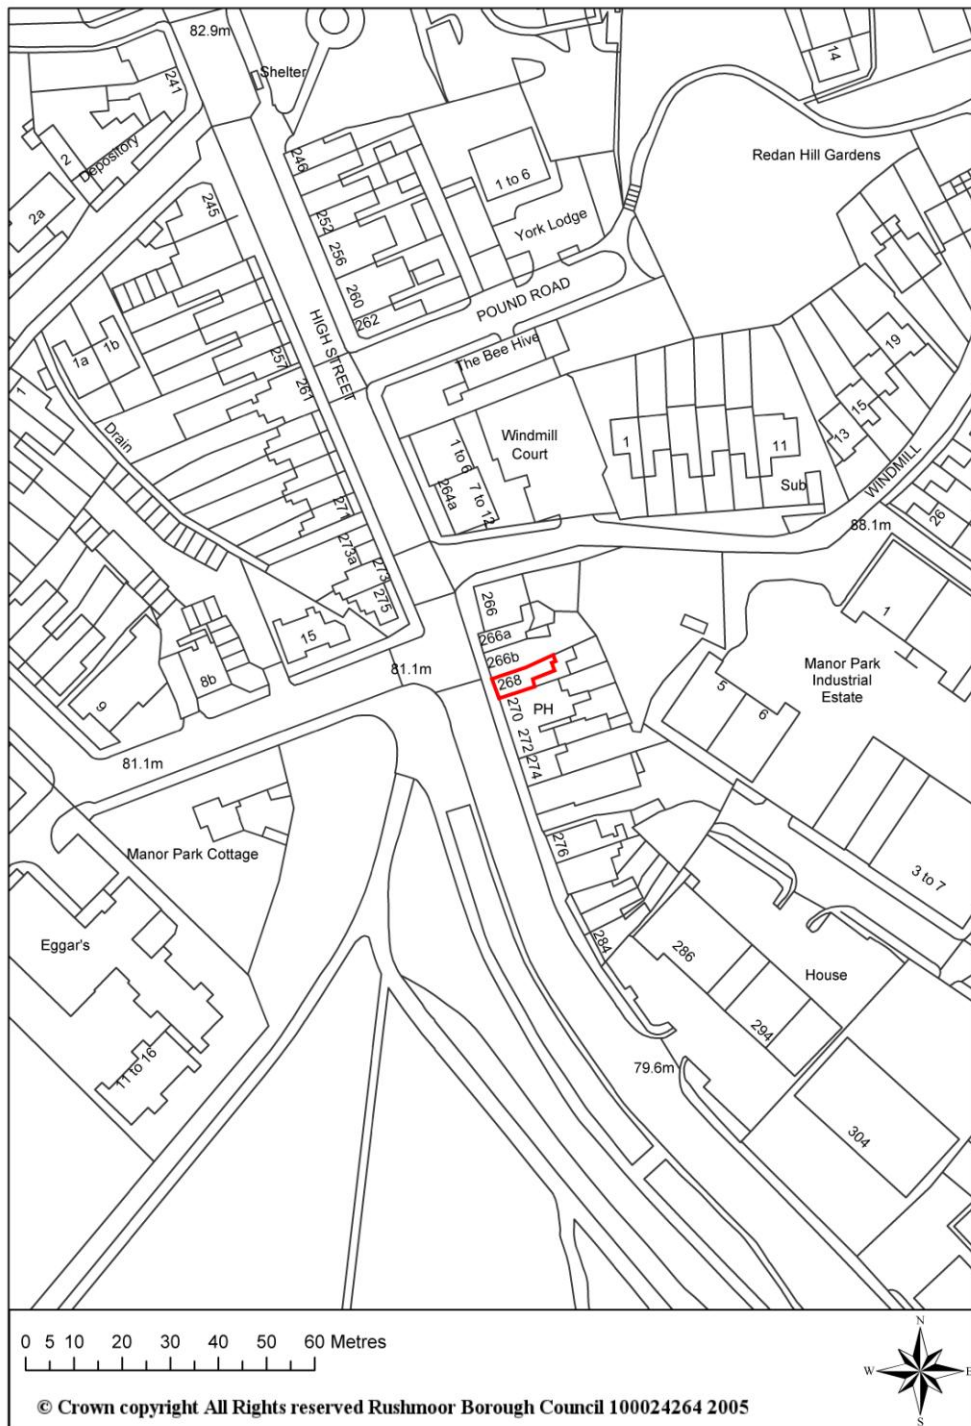 82.9m
Shelter
241
14
2
Depository
246
Redan Hill Gardens
1 to 6
2a
245
252
York Lodge
256
260
POUND ROAD
262
HIGH STREET
The Bee Hive
1a
1b
257
19
1
261
15
Drain
Windmill
Court
1
13
11
1 to 6
7 to 12
264a
WINDMILL
Sub
271
26
88.1m
273a
273
275
266
1
15
266a
266b
81.1m
8b
268
Manor Park
Industrial
Estate
5
6
9
270
PH
272
274
81.1m
276
Manor Park Cottage
3 to 7
284
Eggar's
286
House
294
11 to 16
79.6m
304
0 5 10 20 30 40 50 60 Metres
N
W
E
S
© Crown copyright All Rights reserved Rushmoor Borough Council 100024264 2005